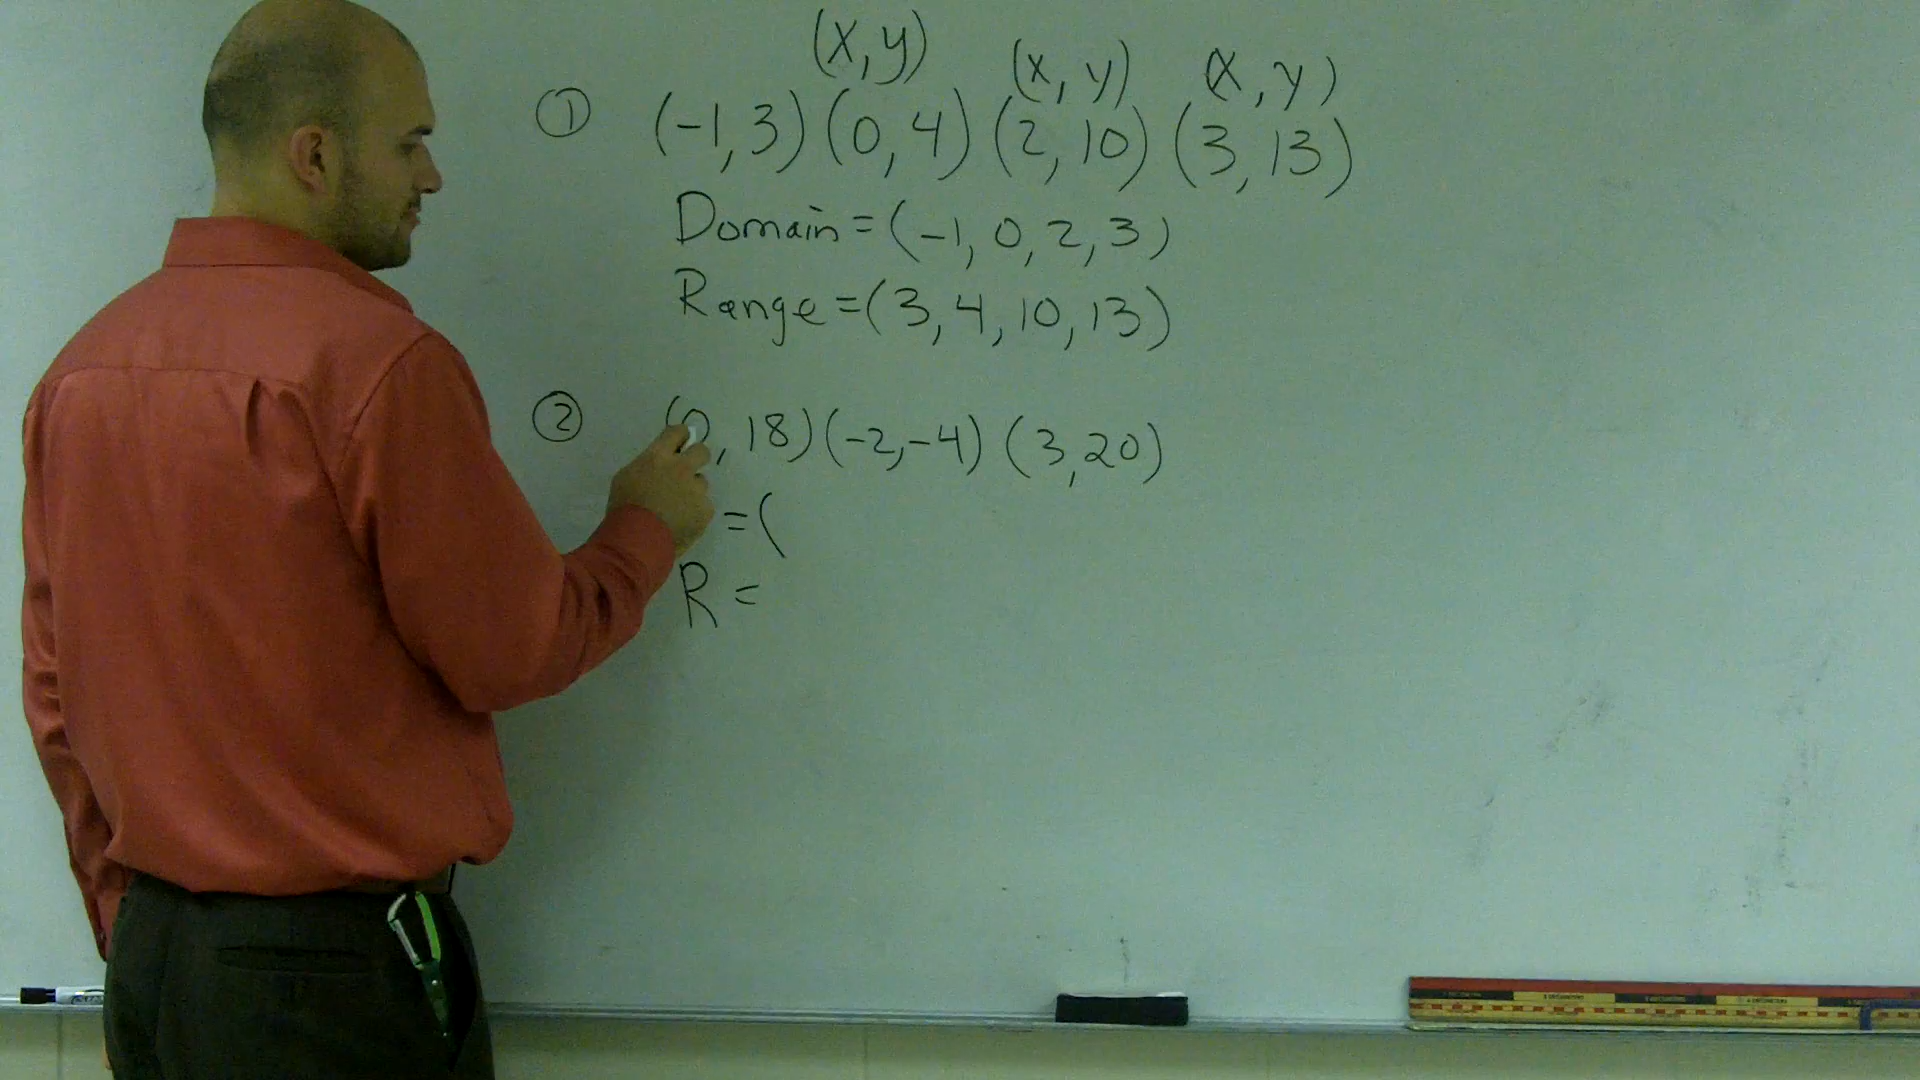 (x,y) (x,y) (x,y)
① (-1,3) (0,4) (2,10) (3,13)
Domain = (-1,0,2,3)
Range = (3,4,10,13)
② (0,18) (-2,-4) (3,20)
=(
R =